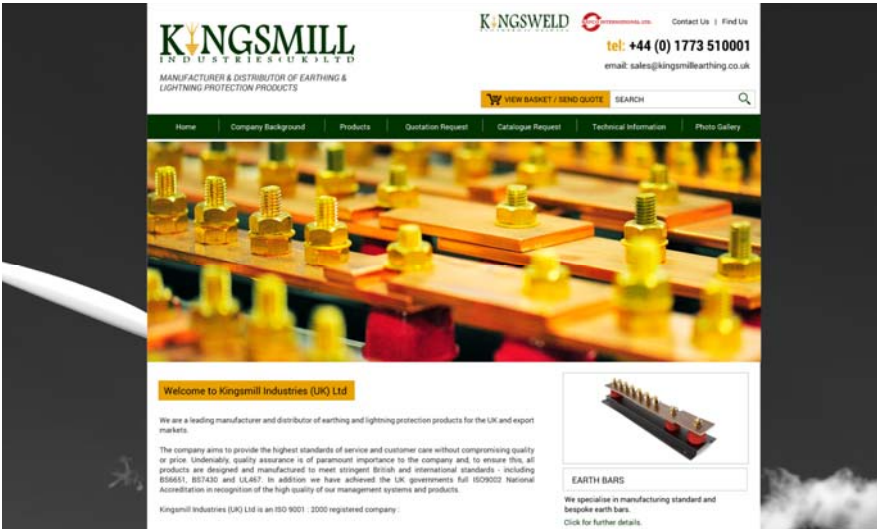 KINGSMILL
INDUSTRIES (UK) LTD
MANUFACTURER & DISTRIBUTOR OF EARTHING &
LIGHTNING PROTECTION PRODUCTS
KINGSWELD
INTERNATIONAL LTD.
Contact Us | Find Us
tel: +44 (0) 1773 510001
email: sales@kingsmillearthing.co.uk
VIEW BASKET / SEND QUOTE
SEARCH
Home
Company Background
Products
Quotation Request
Catalogue Request
Technical Information
Photo Gallery
Welcome to Kingsmill Industries (UK) Ltd
We are a leading manufacturer and distributor of earthing and lightning protection products for the UK and export
markets.
The company aims to provide the highest standards of service and customer care without compromising quality
or price. Undeniably, quality assurance is of paramount importance to the company and, to ensure this, all
products are designed and manufactured to meet stringent British and international standards - including
BS6651, BS7430 and UL467. In addition we have achieved the UK governments full ISO9002 National
Accreditation in recognition of the high quality of our management systems and products.
Kingsmill Industries (UK) Ltd is an ISO 9001 : 2000 registered company :
EARTH BARS
We specialise in manufacturing standard and
bespoke earth bars.
Click for further details.